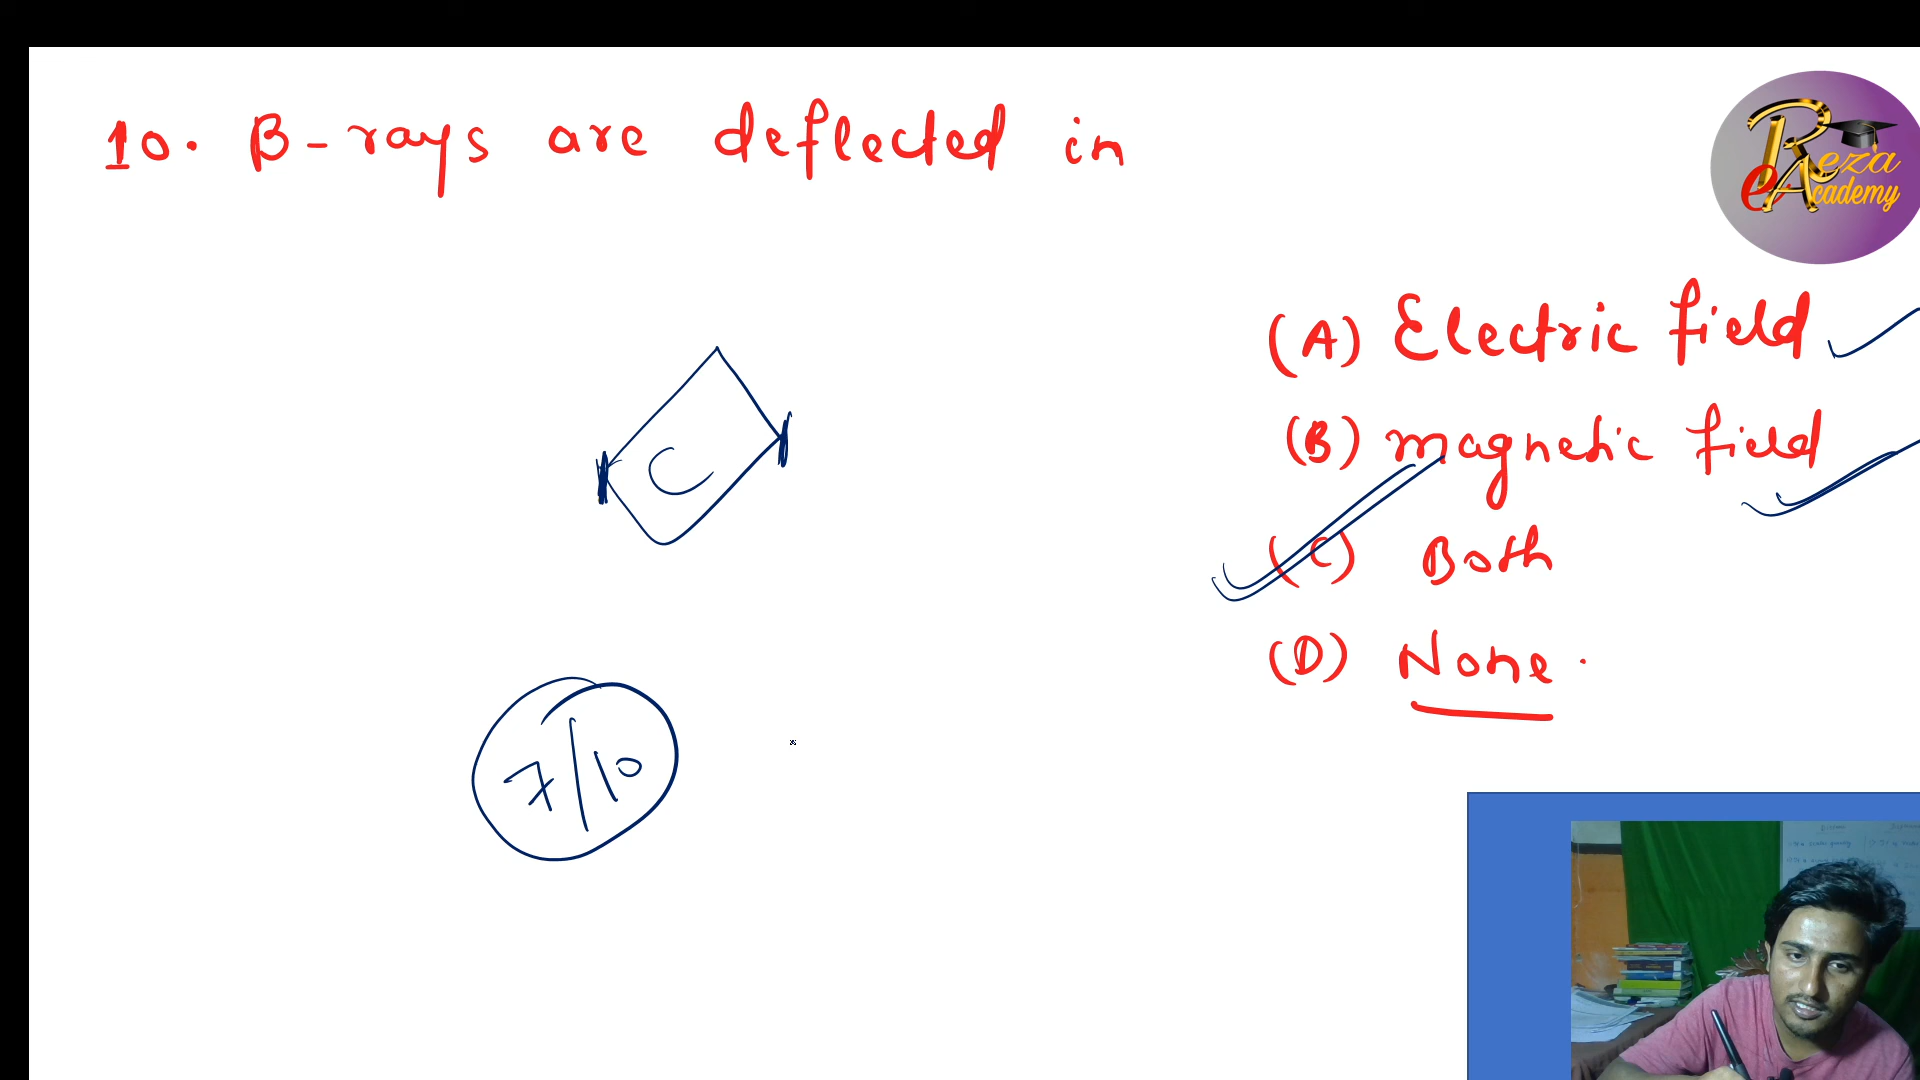 10. B-rays are deflected in
Reza
eAcademy
(A) Electric field
(B) magnetic field
(C) Both
(D) None.
C
7/10